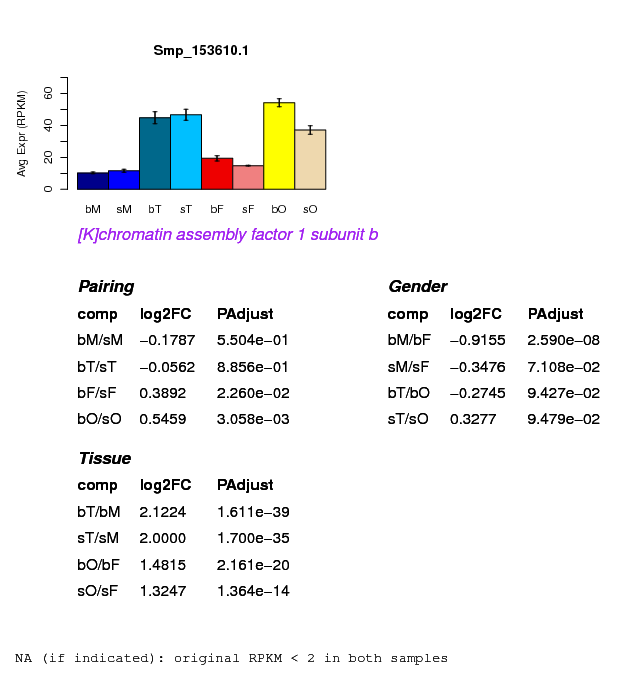 Smp_153610.1
Avg Expr (RPKM)
0 20 40 60
bM sM bT sT bF sF bO sO
[K]chromatin assembly factor 1 subunit b
Pairing
comp log2FC PAdjust
bM/sM −0.1787 5.504e−01
bT/sT −0.0562 8.856e−01
bF/sF 0.3892 2.260e−02
bO/sO 0.5459 3.058e−03
Gender
comp log2FC PAdjust
bM/bF −0.9155 2.590e−08
sM/sF −0.3476 7.108e−02
bT/bO −0.2745 9.427e−02
sT/sO 0.3277 9.479e−02
Tissue
comp log2FC PAdjust
bT/bM 2.1224 1.611e−39
sT/sM 2.0000 1.700e−35
bO/bF 1.4815 2.161e−20
sO/sF 1.3247 1.364e−14
NA (if indicated): original RPKM < 2 in both samples